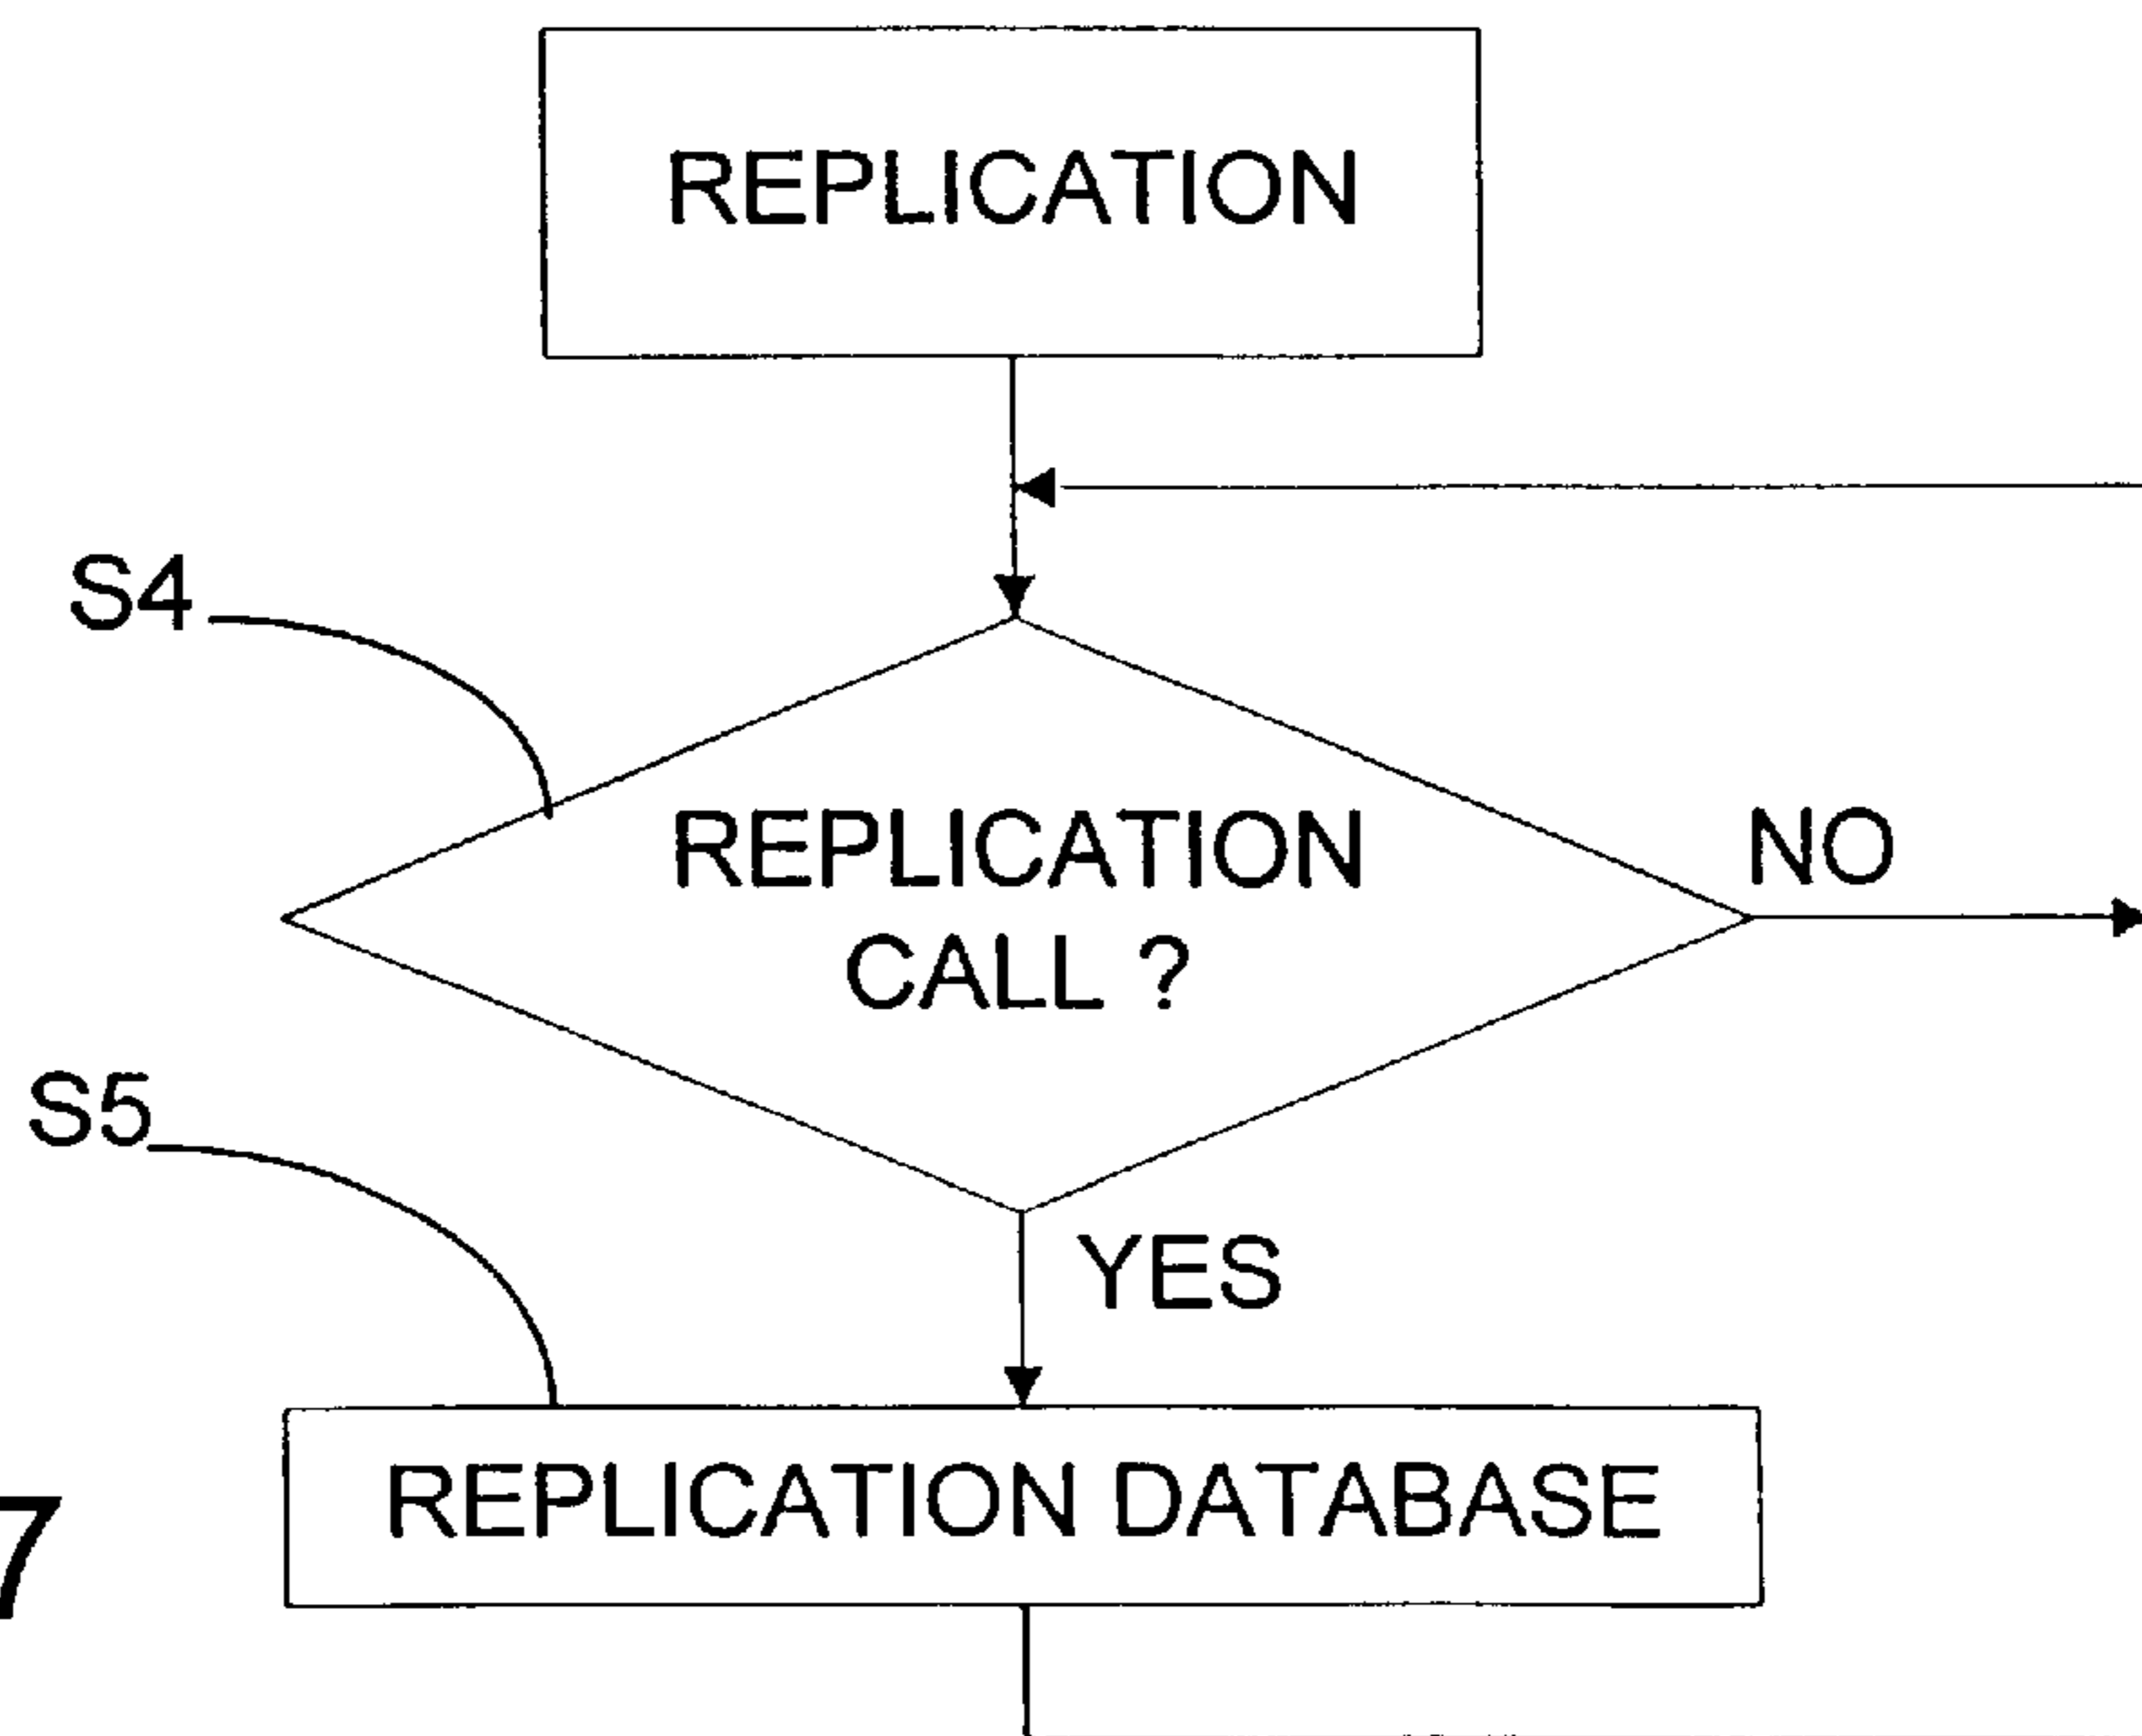 REPLICATION
S4
REPLICATION
CALL ?
NO
S5
YES
REPLICATION DATABASE
7